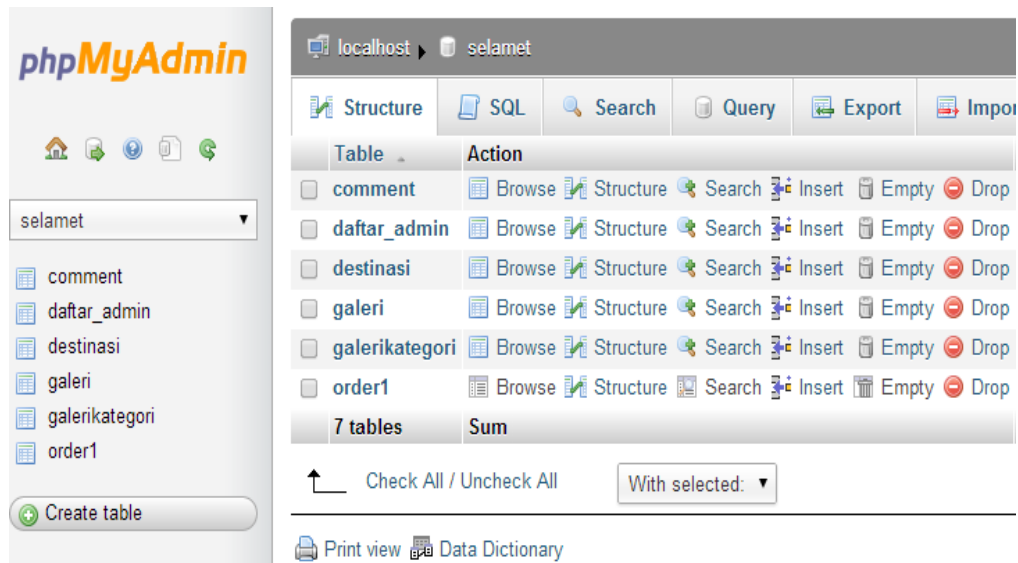 phpMyAdmin
selamet
comment
daftar_admin
destinasi
galeri
galerikategori
order1
Create table
localhost selamet
Structure SQL Search Query Export Impor
Table Action
comment Browse Structure Search Insert Empty Drop
daftar_admin Browse Structure Search Insert Empty Drop
destinasi Browse Structure Search Insert Empty Drop
galeri Browse Structure Search Insert Empty Drop
galerikategori Browse Structure Search Insert Empty Drop
order1 Browse Structure Search Insert Empty Drop
7 tables Sum
Check All / Uncheck All With selected:
Print view Data Dictionary